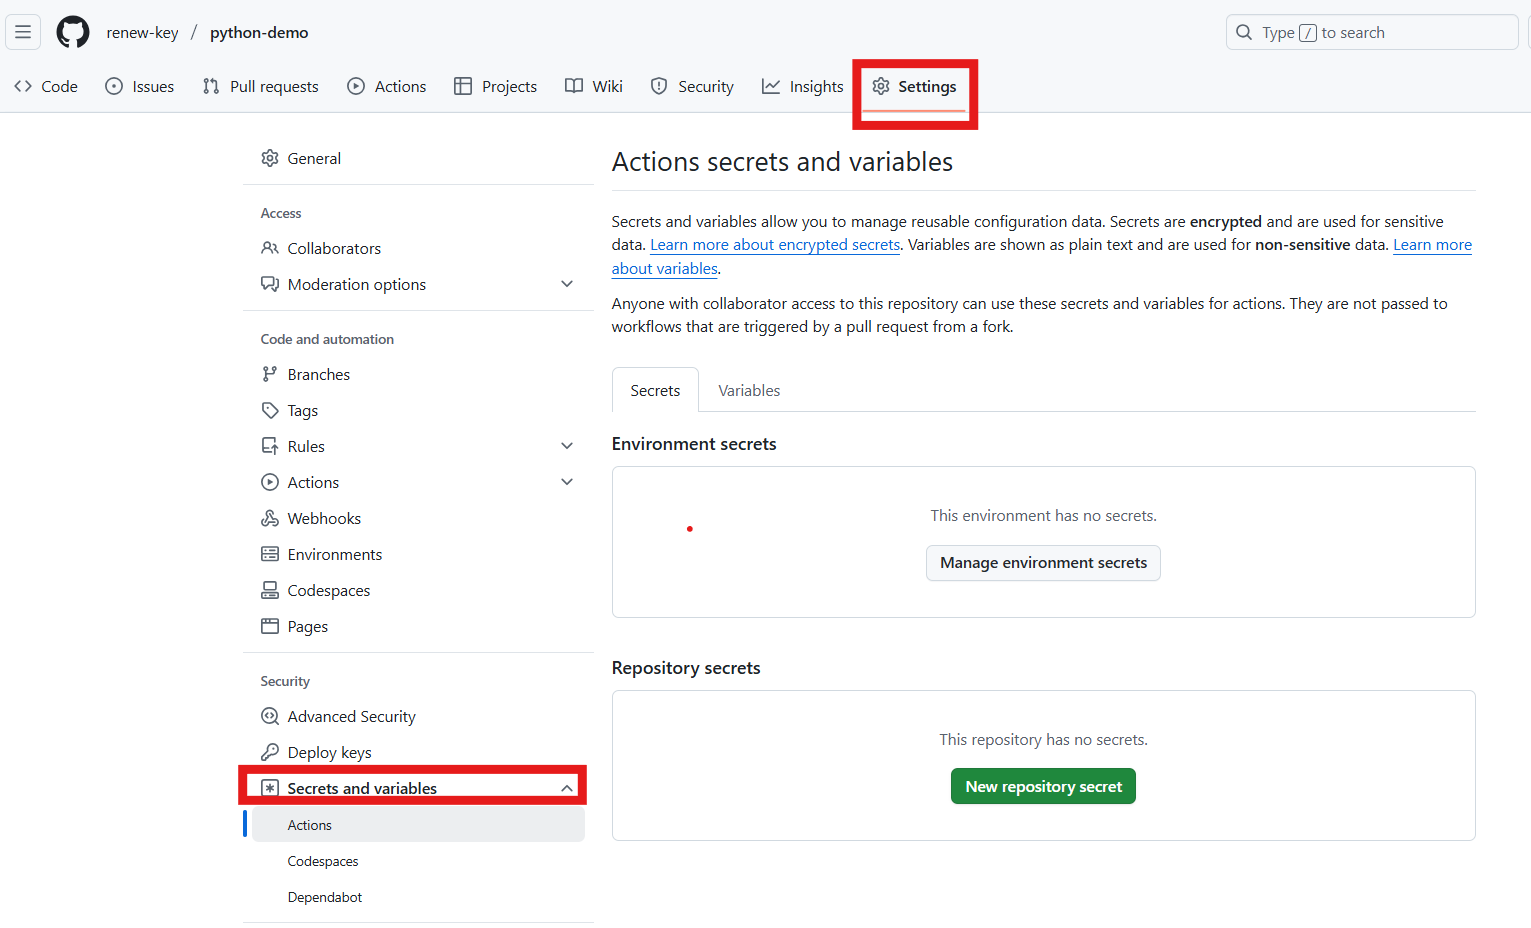 renew-key / python-demo
Type / to search
Code Issues Pull requests Actions Projects Wiki Security Insights Settings
General
Access
Collaborators
Moderation options
Code and automation
Branches
Tags
Rules
Actions
Webhooks
Environments
Codespaces
Pages
Security
Advanced Security
Deploy keys
Secrets and variables
Actions
Codespaces
Dependabot
Actions secrets and variables
Secrets and variables allow you to manage reusable configuration data. Secrets are encrypted and are used for sensitive
data. Learn more about encrypted secrets. Variables are shown as plain text and are used for non-sensitive data. Learn more
about variables.
Anyone with collaborator access to this repository can use these secrets and variables for actions. They are not passed to
workflows that are triggered by a pull request from a fork.
Secrets Variables
Environment secrets
This environment has no secrets.
Manage environment secrets
Repository secrets
This repository has no secrets.
New repository secret